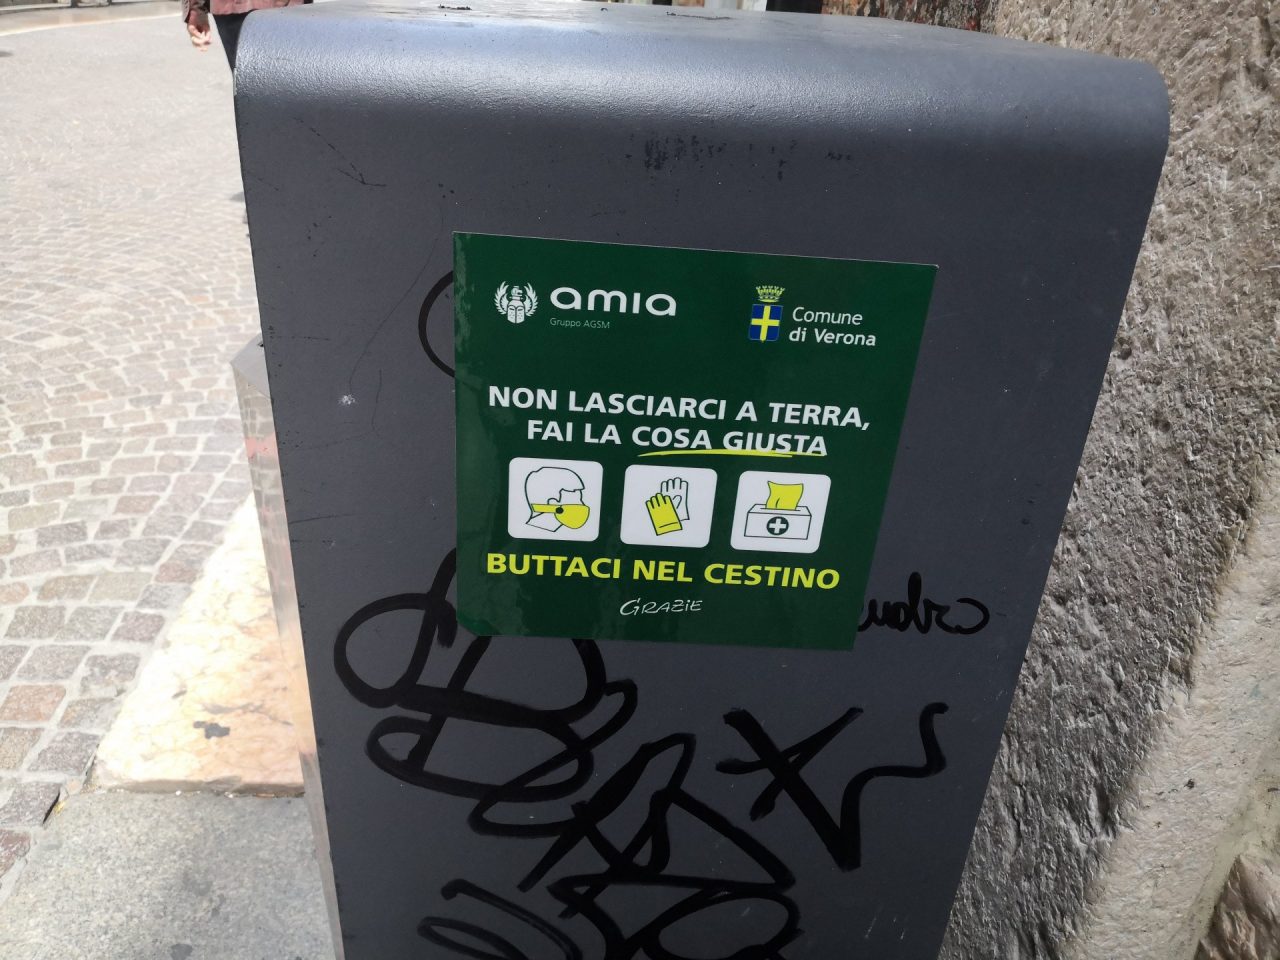 amia
Gruppo AGSM
Comune
di Verona
NON LASCIARCI A TERRA,
FAI LA COSA GIUSTA
BUTTACI NEL CESTINO
GRAZIE